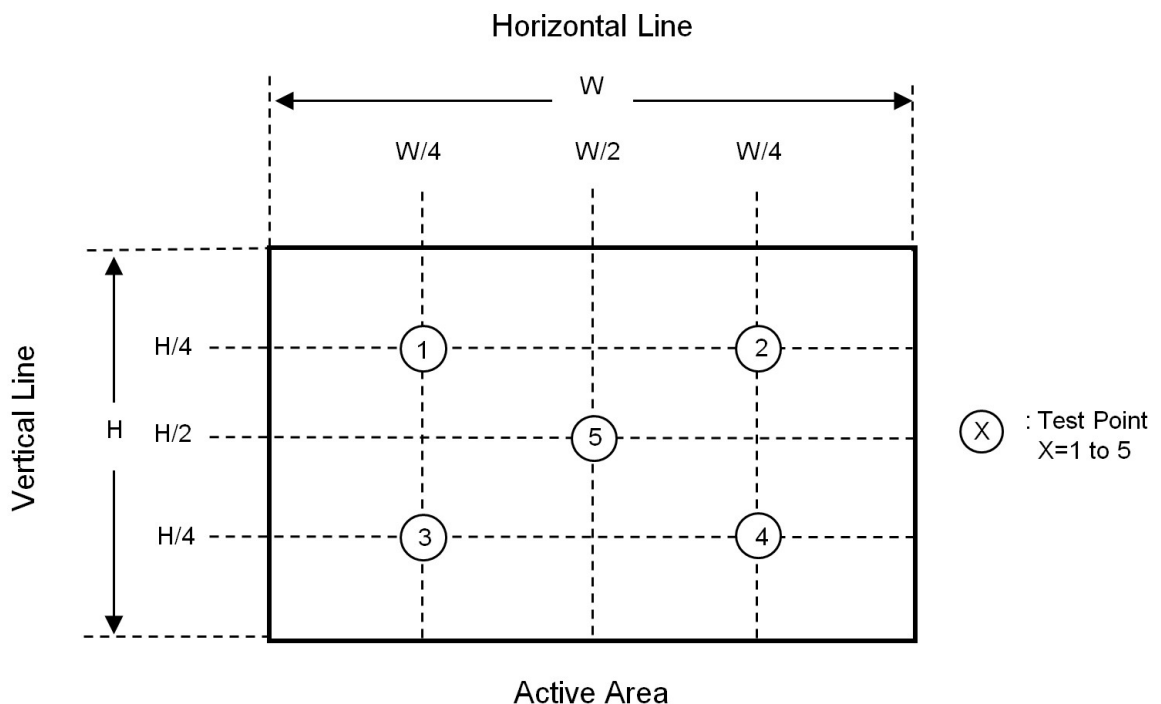 Horizontal Line
W
W/4 W/2 W/4
Vertical Line
H
H/4
H/2
H/4
1 2
5
3 4
X : Test Point
X=1 to 5
Active Area